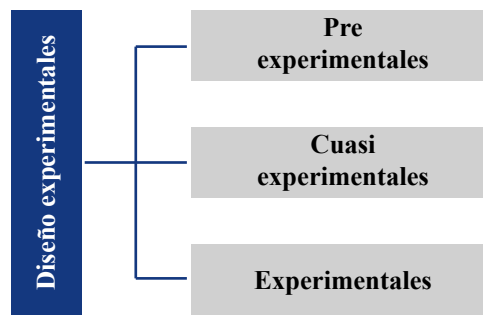 Diseño experimentales
Pre
experimentales
Cuasi
experimentales
Experimentales